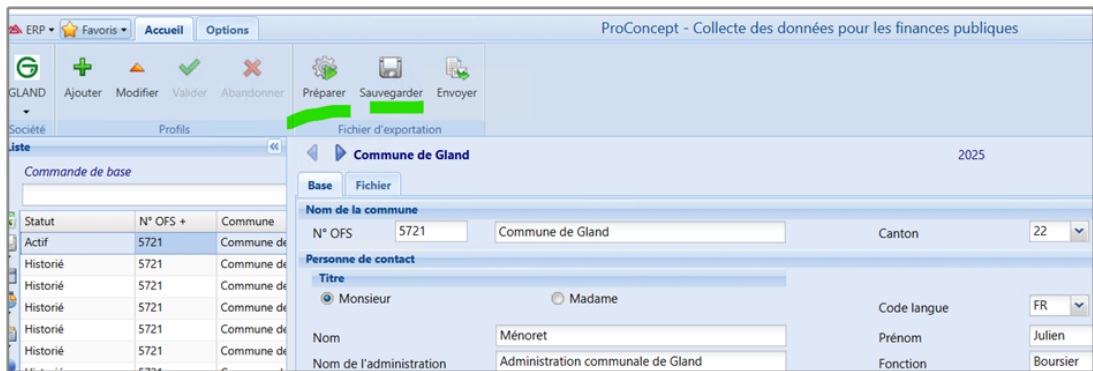 ERP Favoris Accueil Options ProConcept - Collecte des données pour les finances publiques
GLAND Ajouter Modifier Valider Abandonner Préparer Sauvegarder Envoyer
Société Profils Fichier d'exportation
Liste
Commune de Gland 2025
Commande de base
Base Fichier
Nom de la commune
Statut N° OFS + Commune
N° OFS 5721 Commune de Gland Canton 22
Actif 5721 Commune de
Personne de contact
Historié 5721 Commune de
Titre
Historié 5721 Commune de
Monsieur Madame Code langue FR
Historié 5721 Commune de
Historié 5721 Commune de
Nom Ménoret Prénom Julien
Historié 5721 Commune de
Nom de l'administration Administration communale de Gland Fonction Boursier